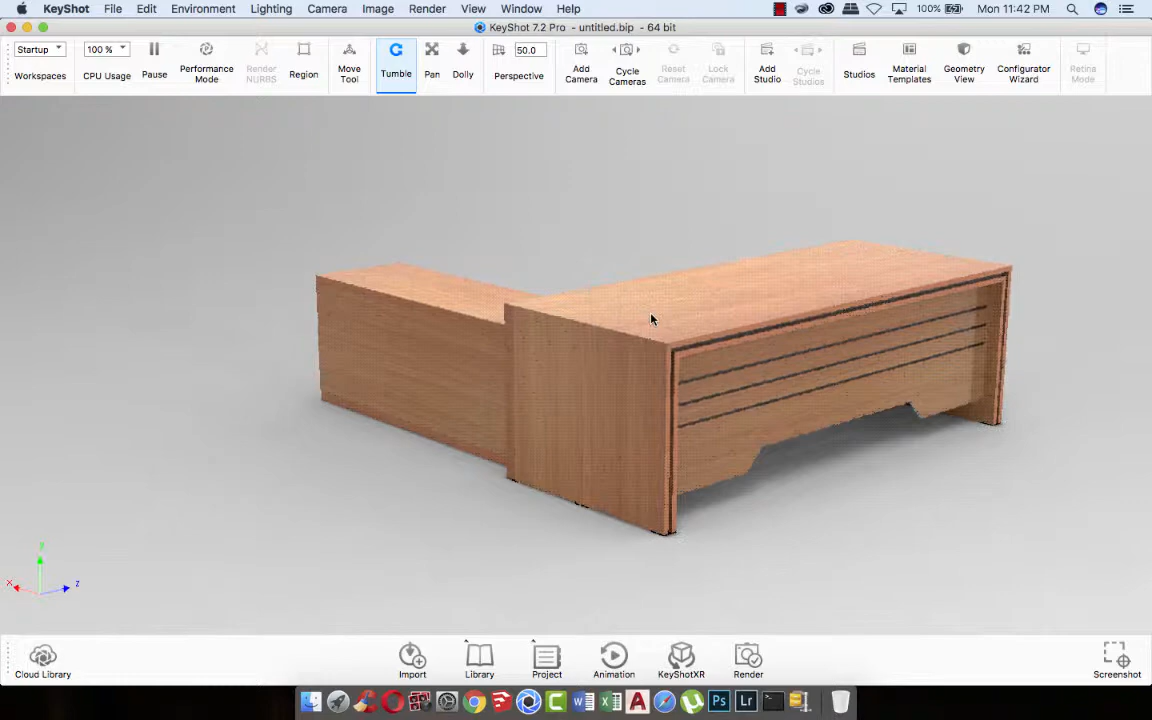 KeyShot File Edit Environment Lighting Camera Image Render View Window Help 100% Mon 11:42 PM
KeyShot 7.2 Pro - untitled.bip - 64 bit
Startup 100 % 50.0
Workspaces CPU Usage Pause Performance Mode Render NURBS Region Move Tool Tumble Pan Dolly Perspective Add Camera Cycle Cameras Reset Camera Lock Camera Add Studio Cycle Studios Studios Material Templates Geometry View Configurator Wizard Retina Mode
Y
X Z
Cloud Library Import Library Project Animation KeyShotXR Render Screenshot
W X A Ps Lr